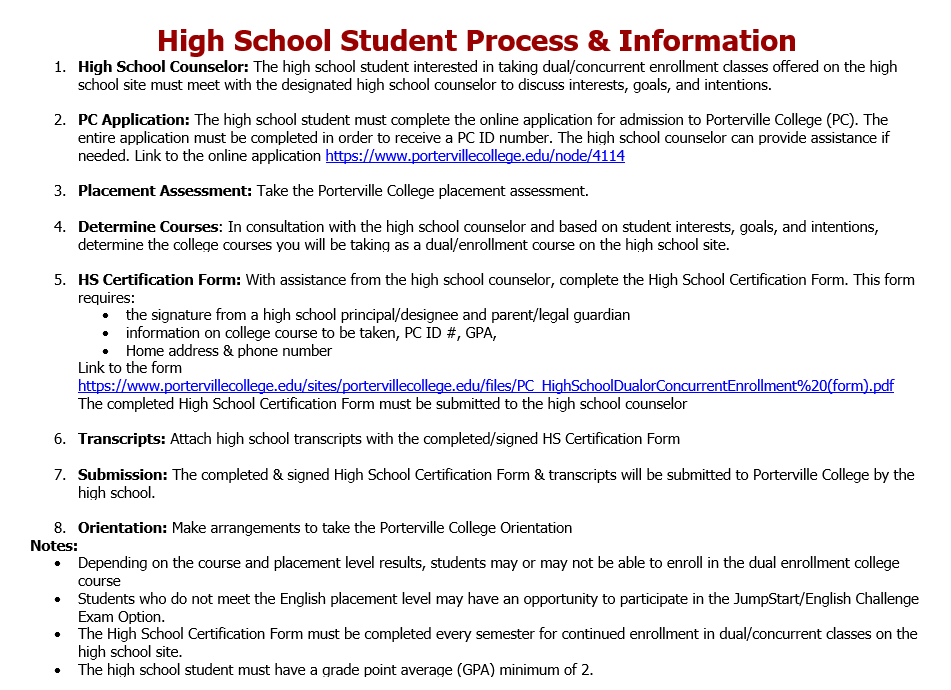 High School Student Process & Information
1. High School Counselor: The high school student interested in taking dual/concurrent enrollment classes offered on the high
school site must meet with the designated high school counselor to discuss interests, goals, and intentions.
2. PC Application: The high school student must complete the online application for admission to Porterville College (PC). The
entire application must be completed in order to receive a PC ID number. The high school counselor can provide assistance if
needed. Link to the online application https://www.portervillecollege.edu/node/4114
3. Placement Assessment: Take the Porterville College placement assessment.
4. Determine Courses: In consultation with the high school counselor and based on student interests, goals, and intentions,
determine the college courses you will be taking as a dual/enrollment course on the high school site.
5. HS Certification Form: With assistance from the high school counselor, complete the High School Certification Form. This form
requires:
• the signature from a high school principal/designee and parent/legal guardian
• information on college course to be taken, PC ID #, GPA,
• Home address & phone number
Link to the form
https://www.portervillecollege.edu/sites/portervillecollege.edu/files/PC_HighSchoolDualorConcurrentEnrollment%20(form).pdf
The completed High School Certification Form must be submitted to the high school counselor
6. Transcripts: Attach high school transcripts with the completed/signed HS Certification Form
7. Submission: The completed & signed High School Certification Form & transcripts will be submitted to Porterville College by the
high school.
8. Orientation: Make arrangements to take the Porterville College Orientation
Notes:
• Depending on the course and placement level results, students may or may not be able to enroll in the dual enrollment college
course
• Students who do not meet the English placement level may have an opportunity to participate in the JumpStart/English Challenge
Exam Option.
• The High School Certification Form must be completed every semester for continued enrollment in dual/concurrent classes on the
high school site.
• The high school student must have a grade point average (GPA) minimum of 2.